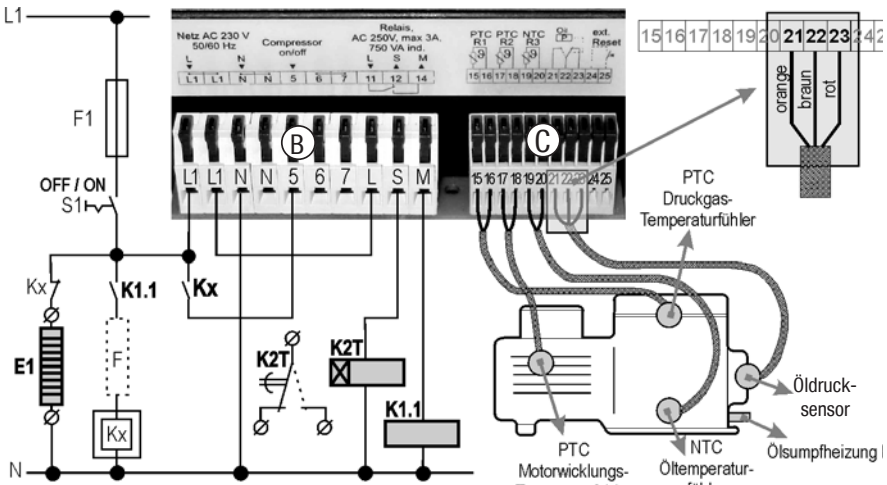 L1
Netz AC 230 V
50/60 Hz
L N
Compressor
on/off
Relais,
AC 250V, max 3A,
750 VA ind.
L S M
PTC PTC NTC
R1 R2 R3
Öl
P
ext.
Reset
L1 L1 N N 5 6 7 11 12 14
15 16 17 18 19 20 21 22 23 24 25
15 16 17 18 19 20 21 22 23 24 2
orange
braun
rot
B
C
L1 L1 N N 5 6 7 L S M
15 16 17 18 19 20 21 22 23 24 25
F1
OFF / ON
S1
Kx
K1.1
Kx
E1
F
Kx
K2T
K2T
K1.1
N
PTC
Druckgas-
Temperaturfühler
Öldruck-
sensor
Ölsumpfheizung
PTC
Motorwicklungs-
NTC
Öltemperatur-